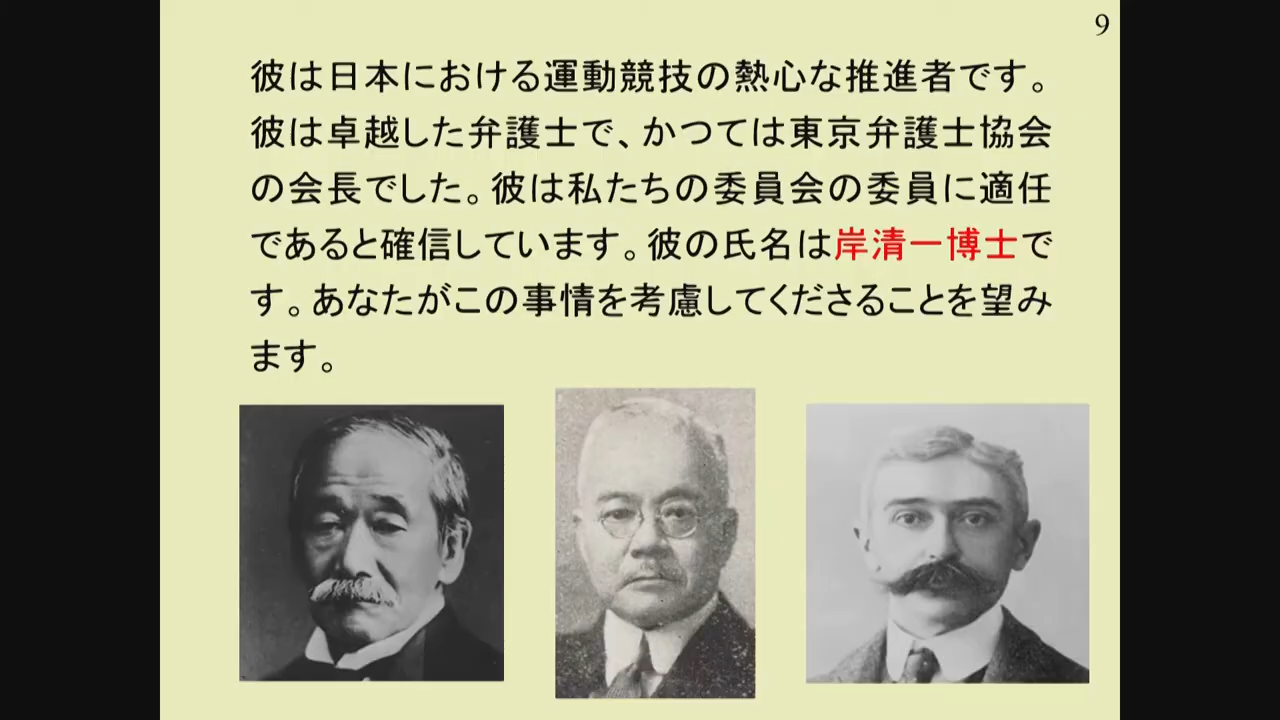 9
彼は日本における運動競技の熱心な推進者です。
彼は卓越した弁護士で、かつては東京弁護士協会
の会長でした。彼は私たちの委員会の委員に適任
であると確信しています。彼の氏名は岸清一博士で
す。あなたがこの事情を考慮してくださることを望み
ます。